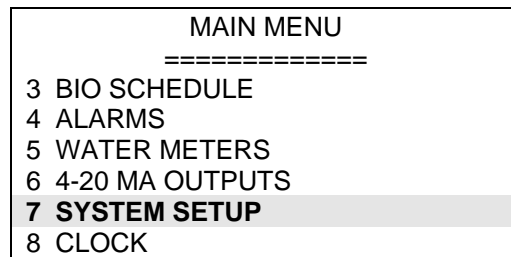 MAIN MENU
=============
3 BIO SCHEDULE
4 ALARMS
5 WATER METERS
6 4-20 MA OUTPUTS
7 SYSTEM SETUP
8 CLOCK